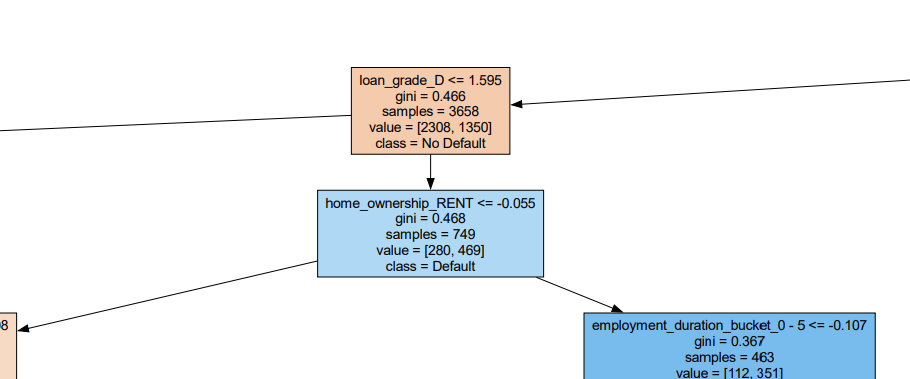 loan_grade_D <= 1.595
gini = 0.466
samples = 3658
value = [2308, 1350]
class = No Default
home_ownership_RENT <= -0.055
gini = 0.468
samples = 749
value = [280, 469]
class = Default
8
employment_duration_bucket_0 - 5 <= -0.107
gini = 0.367
samples = 463
value = [112, 351]